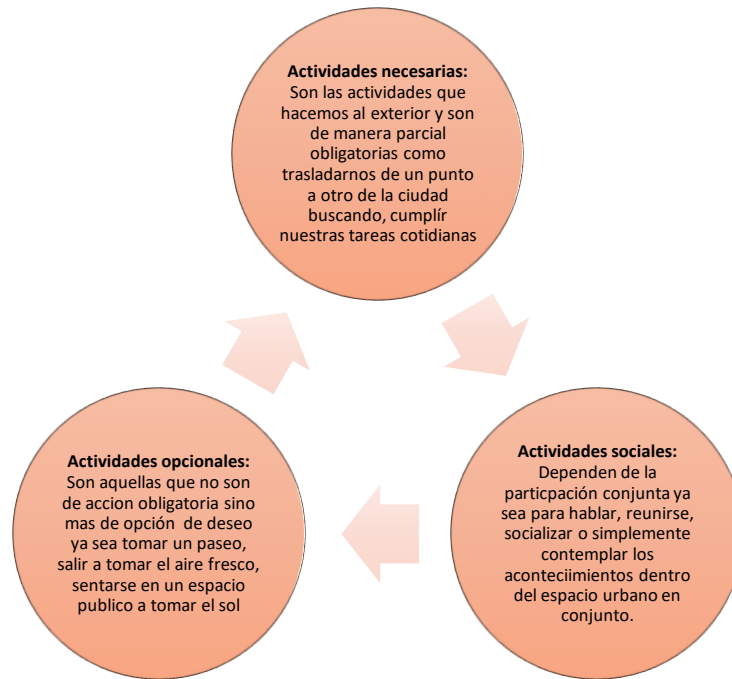 Actividades necesarias:
Son las actividades que
hacemos al exterior y son
de manera parcial
obligatorias como
trasladarnos de un punto
a otro de la ciudad
buscando, cumplír
nuestras tareas cotidianas
Actividades sociales:
Dependen de la
particpación conjunta ya
sea para hablar, reunirse,
socializar o simplemente
contemplar los
aconteciimientos dentro
del espacio urbano en
conjunto.
Actividades opcionales:
Son aquellas que no son
de accion obligatoria sino
mas de opción de deseo
ya sea tomar un paseo,
salir a tomar el aire fresco,
sentarse en un espacio
publico a tomar el sol